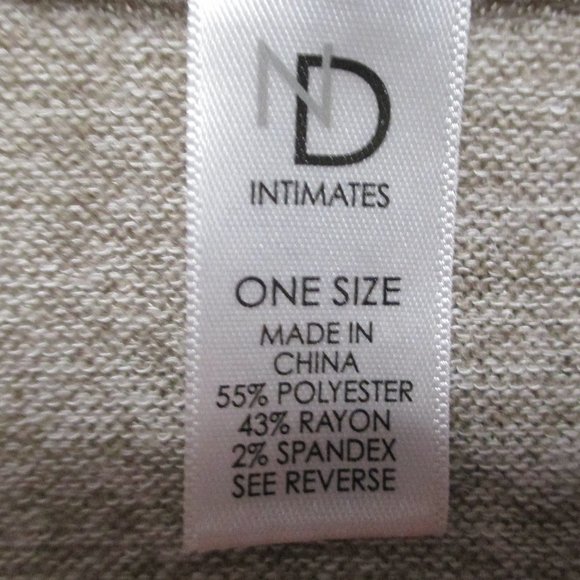 ND
INTIMATES
ONE SIZE
MADE IN
CHINA
55% POLYESTER
43% RAYON
2% SPANDEX
SEE REVERSE